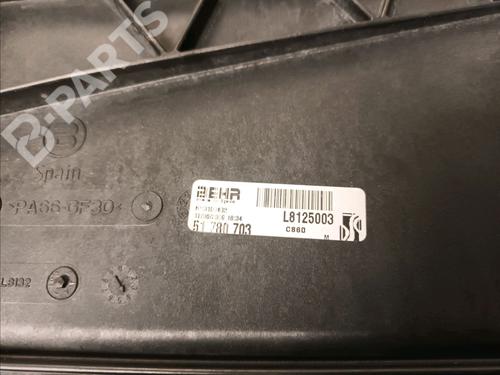 B-PARTS
Spain
>PA66-GF30<
L8132
BEHR
L8125003
51 780 703
C860
M